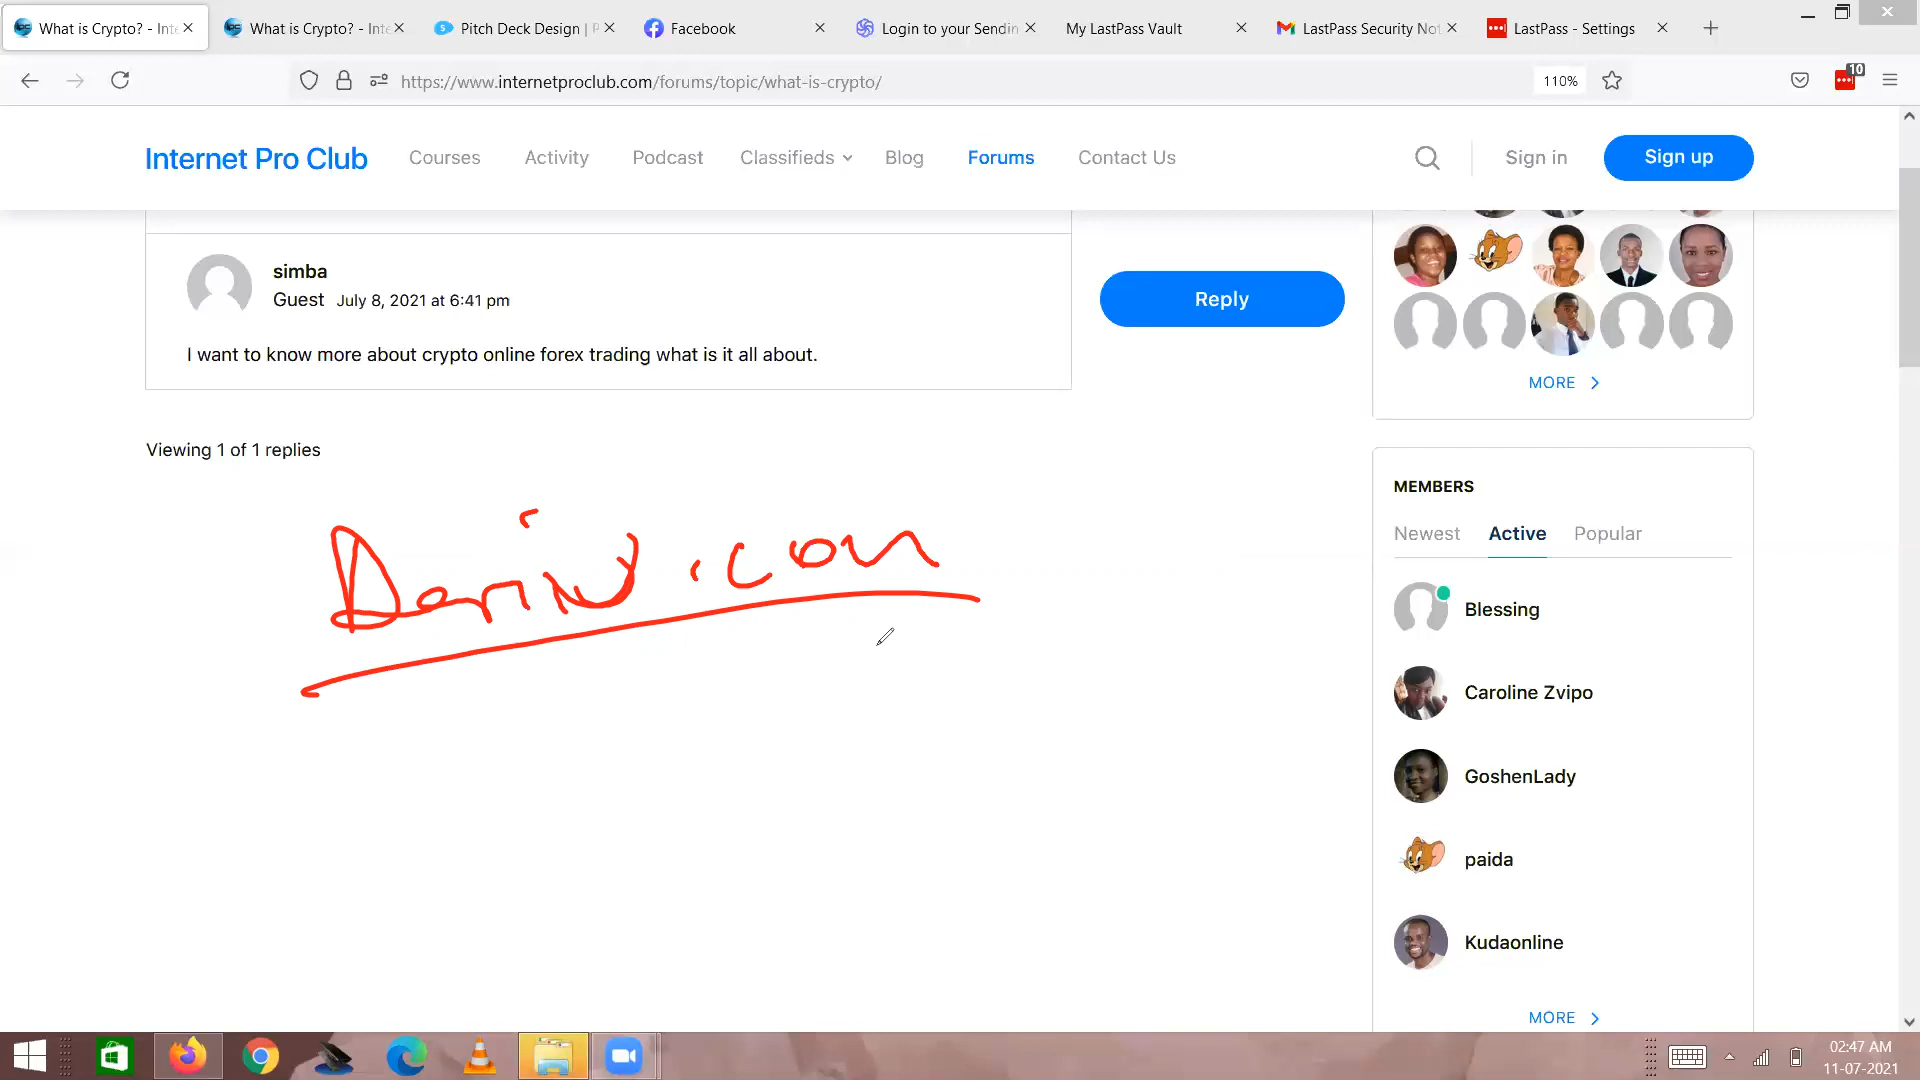 What is Crypto? - Inte
What is Crypto? - Inte
Pitch Deck Design | P
Facebook
Login to your Sendin
My LastPass Vault
LastPass Security Not
LastPass - Settings
https://www.internetproclub.com/forums/topic/what-is-crypto/
110%
10
Internet Pro Club
Courses
Activity
Podcast
Classifieds
Blog
Forums
Contact Us
Sign in
Sign up
simba
Guest July 8, 2021 at 6:41 pm
I want to know more about crypto online forex trading what is it all about.
Reply
Viewing 1 of 1 replies
Deriv.com
MORE
MEMBERS
Newest
Active
Popular
Blessing
Caroline Zvipo
GoshenLady
paida
Kudaonline
MORE
02:47 AM
11-07-2021